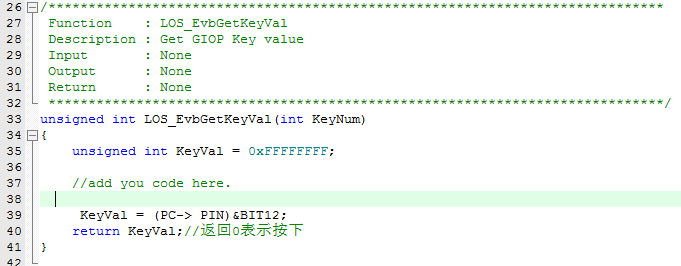 26 /******************************************************************************
27 Function : LOS_EvbGetKeyVal
28 Description : Get GIOP Key value
29 Input : None
30 Output : None
31 Return : None
32 ******************************************************************************/
33 unsigned int LOS_EvbGetKeyVal(int KeyNum)
34 {
35 unsigned int KeyVal = 0xFFFFFFFF;
36
37 //add you code here.
38
39 KeyVal = (PC-> PIN)&BIT12;
40 return KeyVal;//返回0表示按下
41 }
42